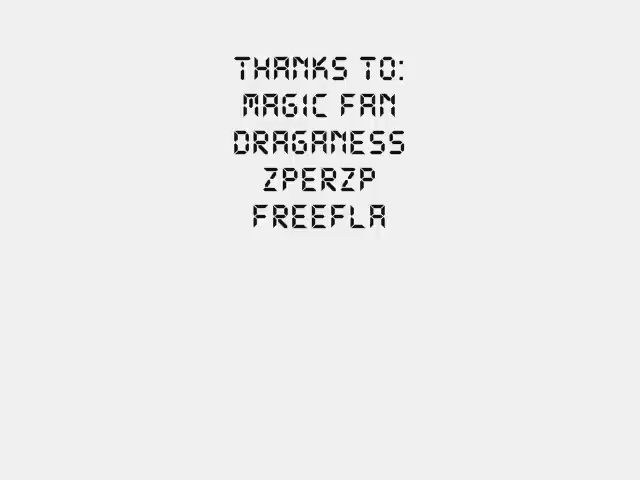 THANKS TO:
MAGIC FAN
DRAGANESS
ZPERZP
FREEFLA